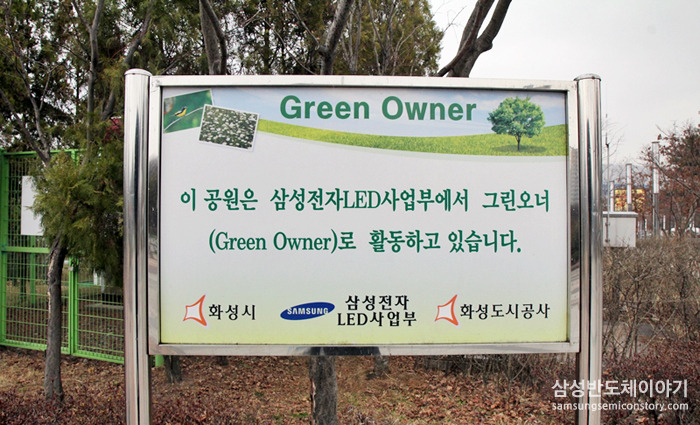 Green Owner
이 공원은 삼성전자LED사업부에서 그린오너
(Green Owner)로 활동하고 있습니다.
화성시
SAMSUNG
삼성전자
LED사업부
화성도시공사
삼성반도체이야기
samsungsemiconstory.com